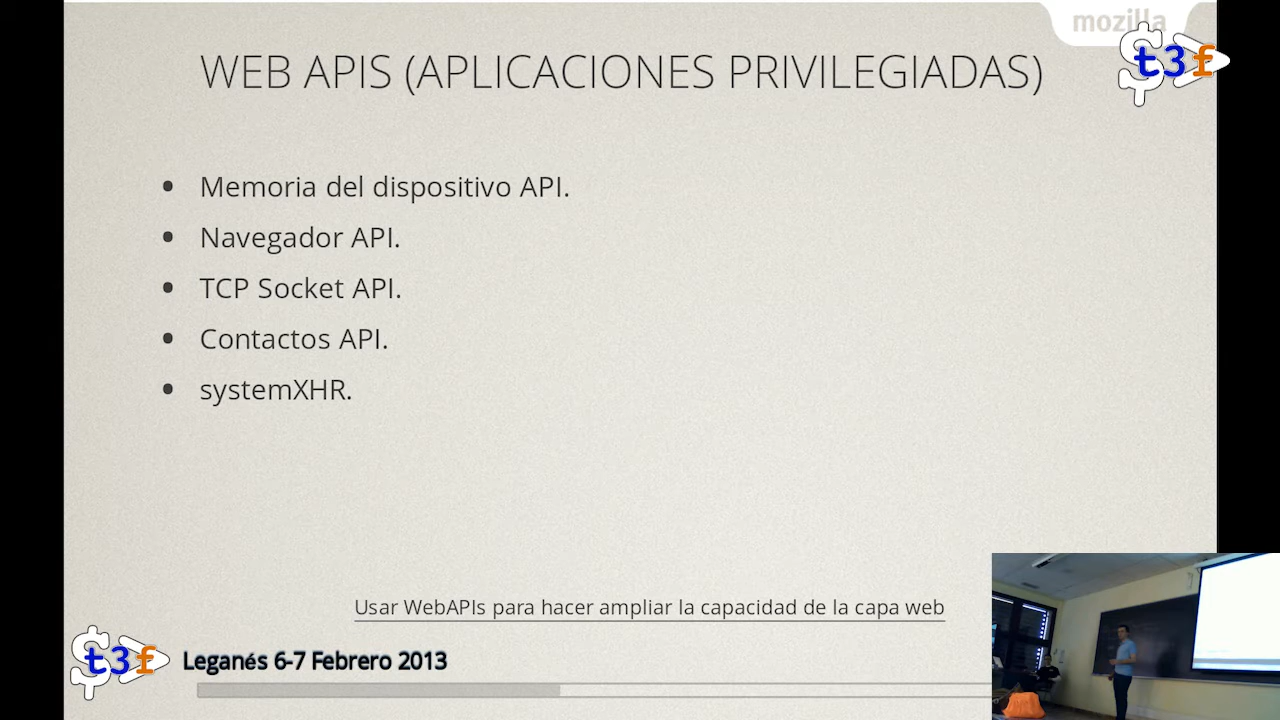 mozilla
$t3f
WEB APIS (APLICACIONES PRIVILEGIADAS)
• Memoria del dispositivo API.
• Navegador API.
• TCP Socket API.
• Contactos API.
• systemXHR.
Usar WebAPIs para hacer ampliar la capacidad de la capa web
$t3f
Leganés 6-7 Febrero 2013